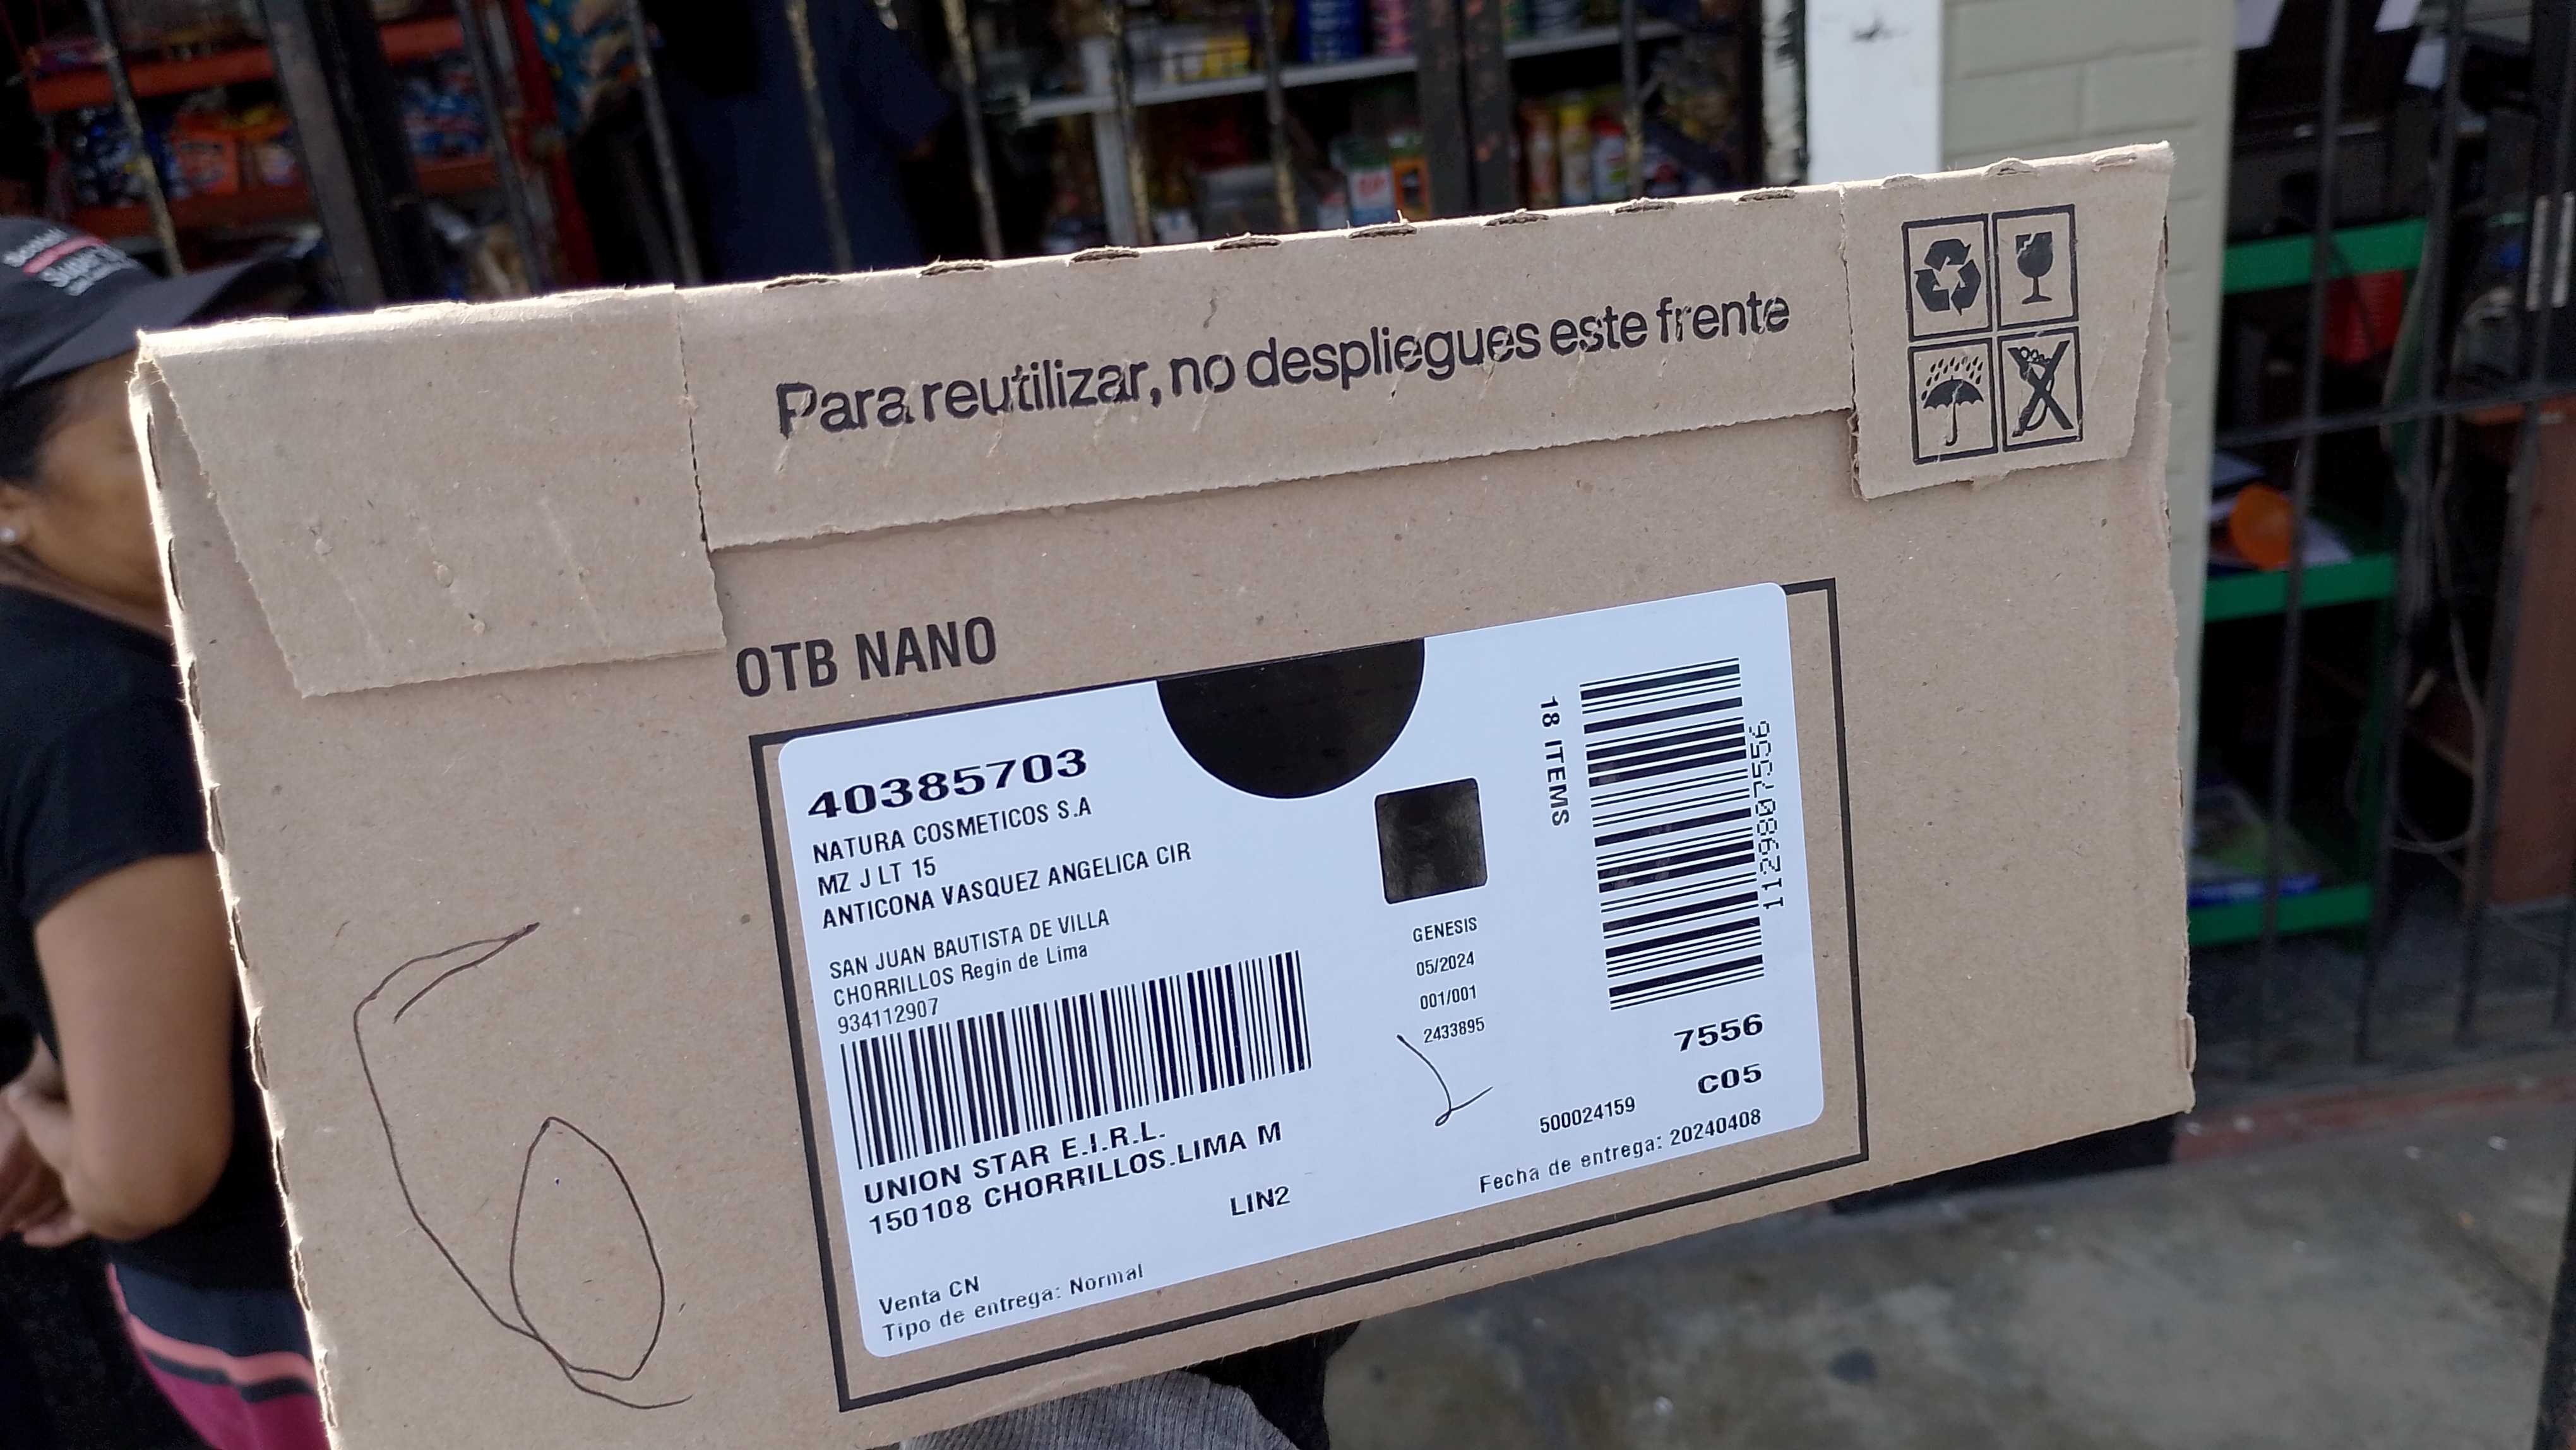 Para reutilizar, no despliegues este frente
OTB NANO
40385703
NATURA COSMETICOS S.A
MZ J LT 15
ANTICONA VASQUEZ ANGELICA CIR
SAN JUAN BAUTISTA DE VILLA
CHORRILLOS Regin de Lima
934112907
UNION STAR E.I.R.L.
150108 CHORRILLOS.LIMA M
LIN2
Venta CN
Tipo de entrega: Normal
GENESIS
05/2024
001/001
2433895
18 ITEMS
1129807556
7556
C05
500024159
Fecha de entrega: 20240408